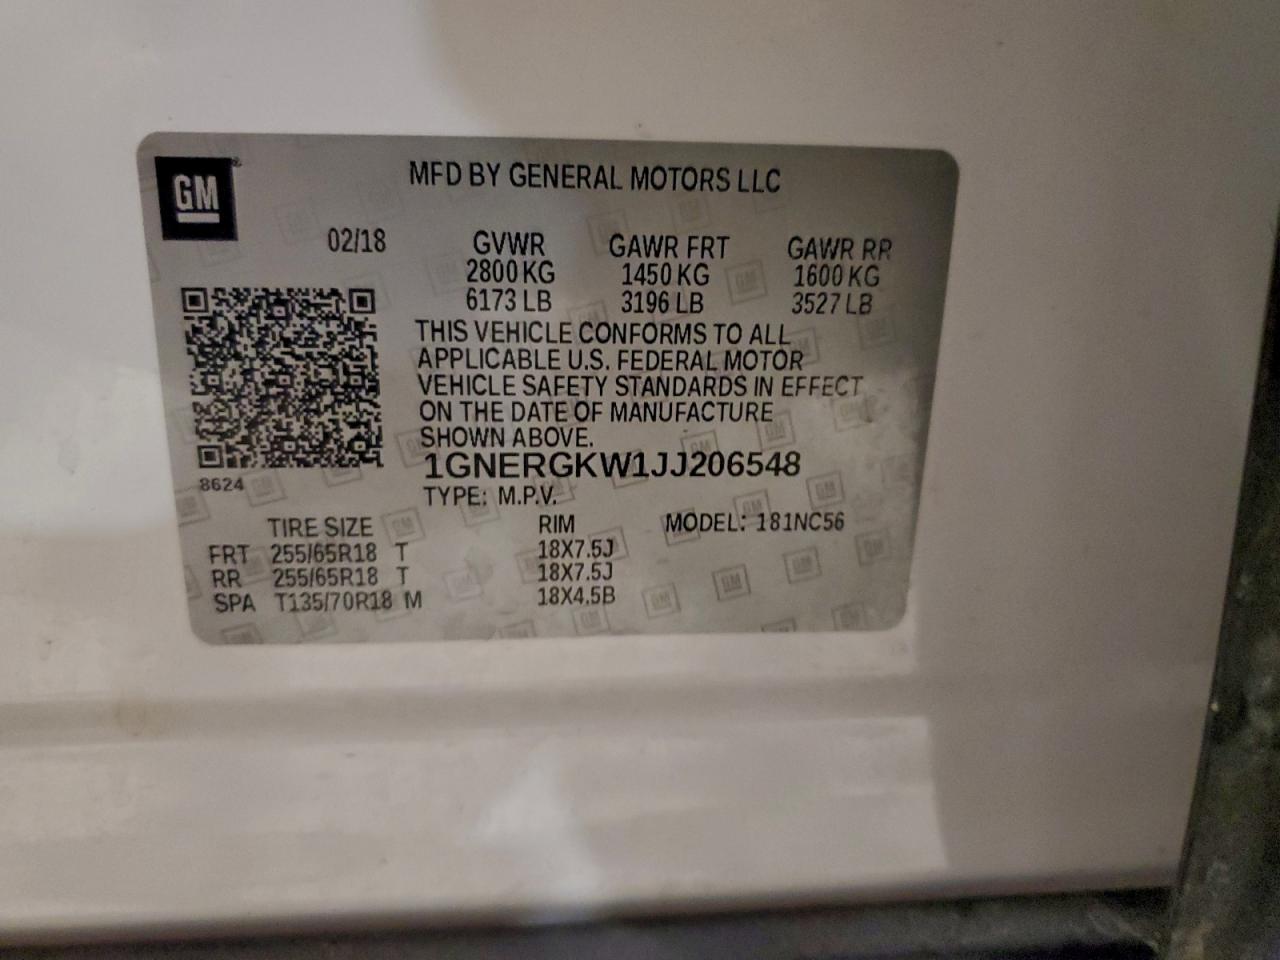 GM
MFD BY GENERAL MOTORS LLC
02/18 GVWR GAWR FRT GAWR RR
2800 KG 1450 KG 1600 KG
6173 LB 3196 LB 3527 LB
THIS VEHICLE CONFORMS TO ALL
APPLICABLE U.S. FEDERAL MOTOR
VEHICLE SAFETY STANDARDS IN EFFECT
ON THE DATE OF MANUFACTURE
SHOWN ABOVE.
1GNERGKW1JJ206548
8624
TYPE: M.P.V.
TIRE SIZE RIM MODEL: 181NC56
FRT 255/65R18 T 18X7.5J
RR 255/65R18 T 18X7.5J
SPA T135/70R18 M 18X4.5B